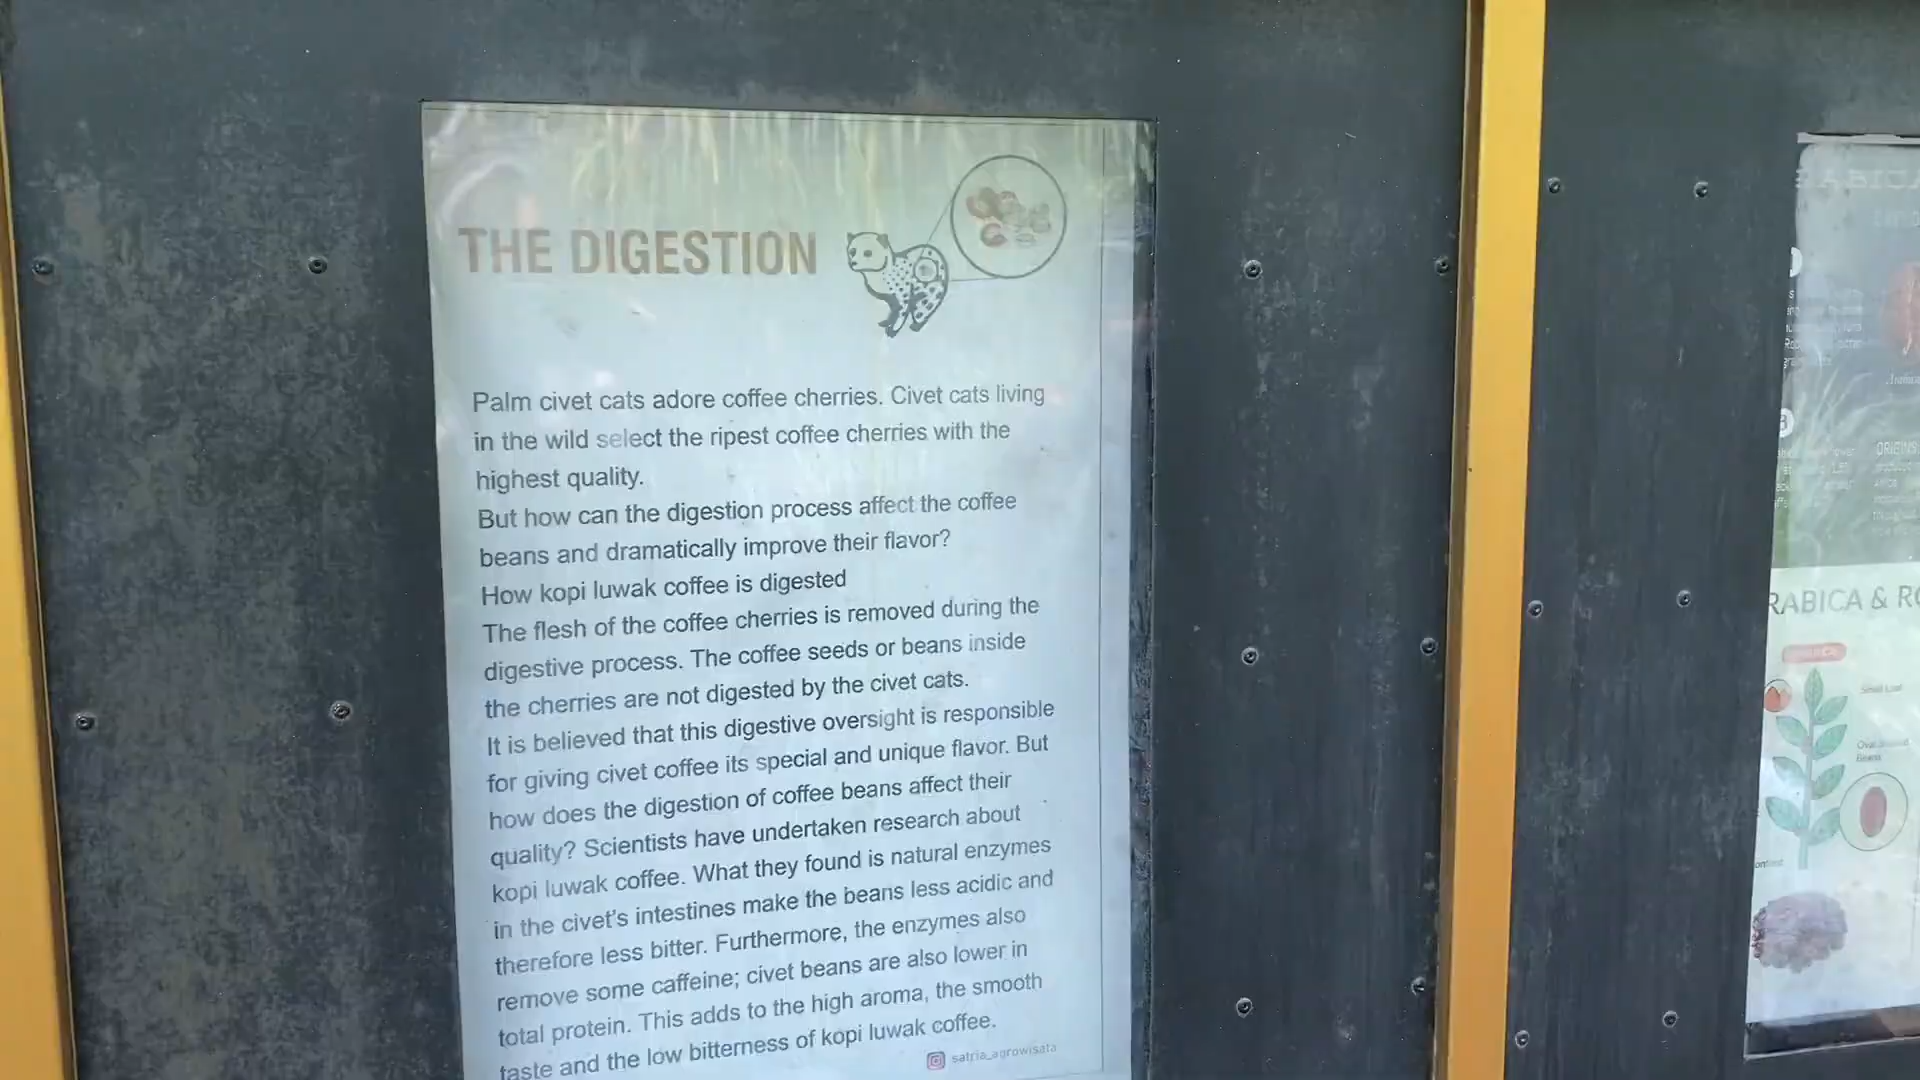 THE DIGESTION
Palm civet cats adore coffee cherries. Civet cats living
in the wild select the ripest coffee cherries with the
highest quality.
But how can the digestion process affect the coffee
beans and dramatically improve their flavor?
How kopi luwak coffee is digested
The flesh of the coffee cherries is removed during the
digestive process. The coffee seeds or beans inside
the cherries are not digested by the civet cats.
It is believed that this digestive oversight is responsible
for giving civet coffee its special and unique flavor. But
how does the digestion of coffee beans affect their
quality? Scientists have undertaken research about
kopi luwak coffee. What they found is natural enzymes
in the civet's intestines make the beans less acidic and
therefore less bitter. Furthermore, the enzymes also
remove some caffeine; civet beans are also lower in
total protein. This adds to the high aroma, the smooth
taste and the low bitterness of kopi luwak coffee.
satria_agrowisata
ORIGINS
RABICA & RO
Small Leaf
Beans